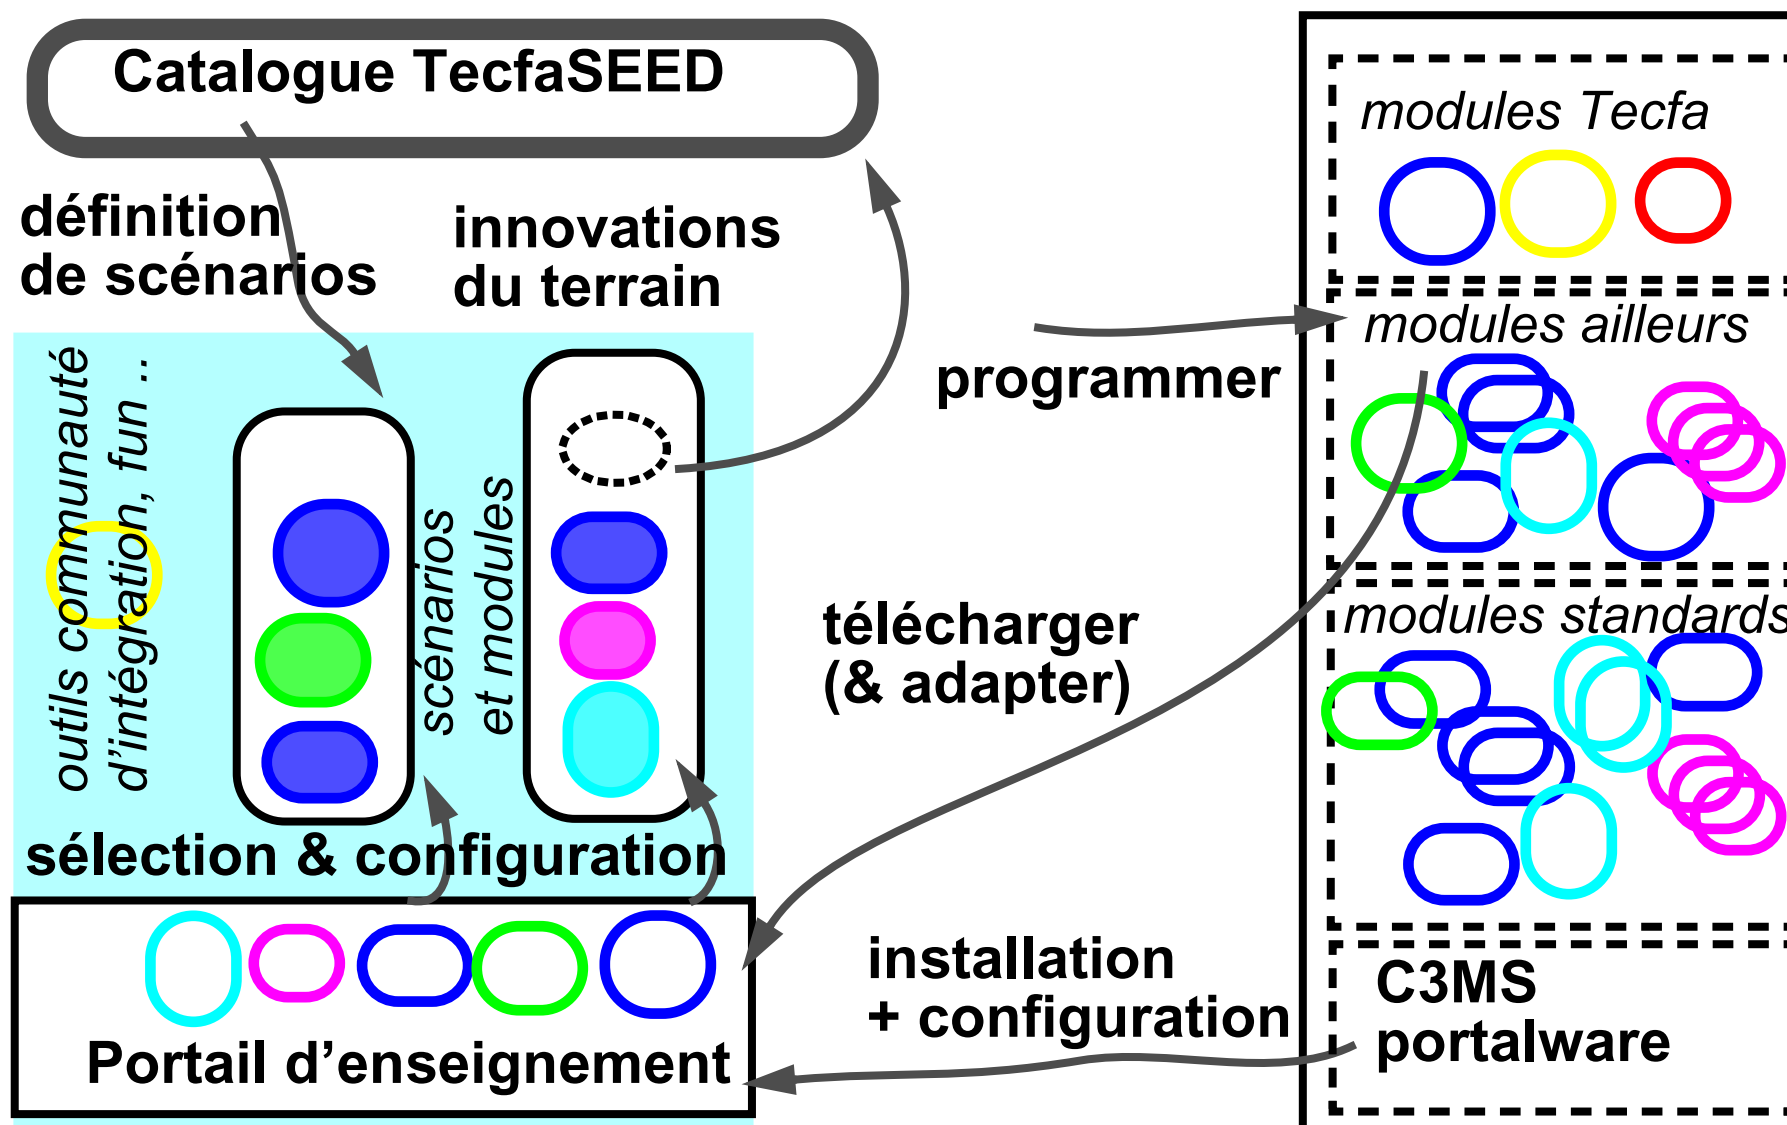 Catalogue TecfaSEED
définition
de scénarios
innovations
du terrain
outils communauté
d’intégration, fun ..
scénarios
et modules
sélection & configuration
Portail d’enseignement
programmer
télécharger
(& adapter)
installation
+ configuration
modules Tecfa
modules ailleurs
modules standards
C3MS
portalware